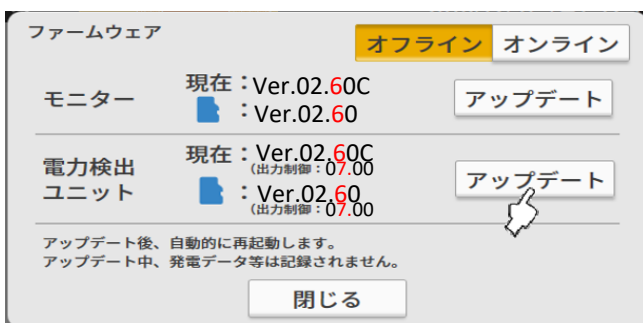 ファームウェア
オフライン オンライン
モニター
現在：Ver.02.60C
：Ver.02.60
アップデート
電力検出
ユニット
現在：Ver.02.60C
（出力制御：07.00
：Ver.02.60
（出力制御：07.00
アップデート
アップデート後、自動的に再起動します。
アップデート中、発電データ等は記録されません。
閉じる